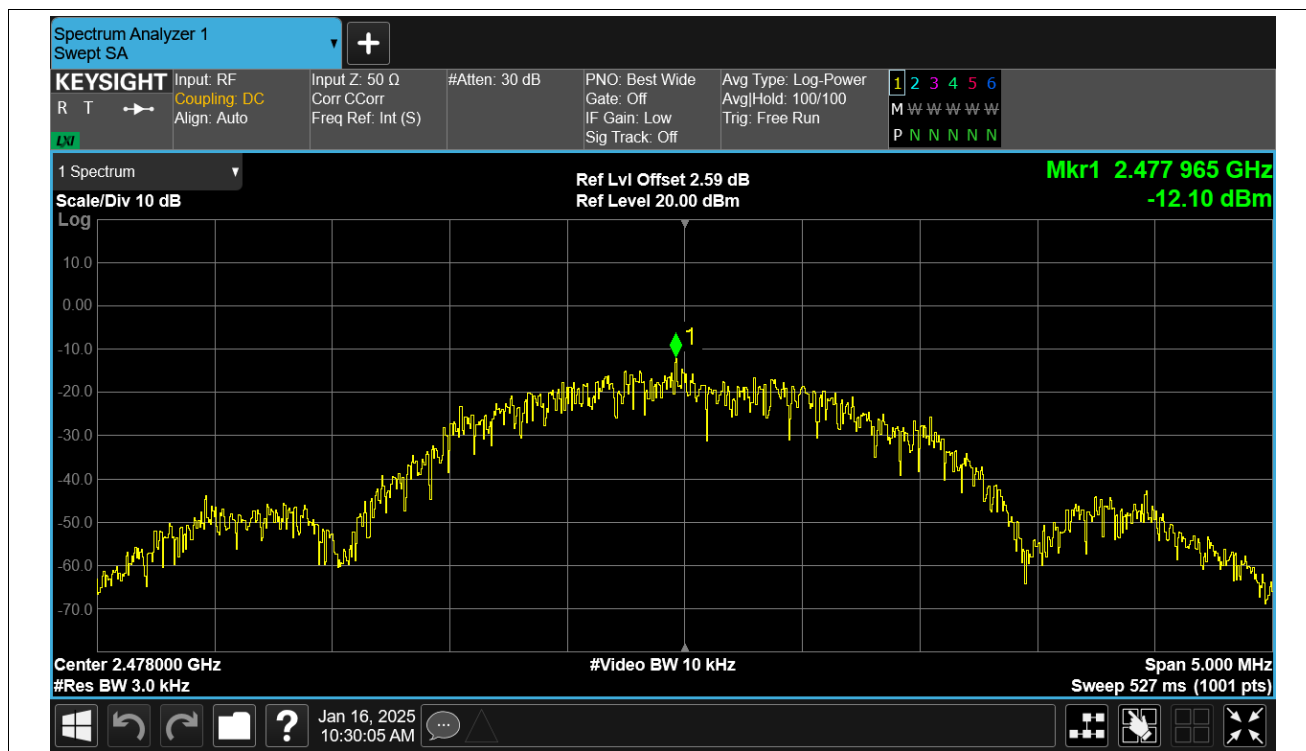 Spectrum Analyzer 1
Swept SA
KEYSIGHT
R T
LXI
Input: RF
Coupling: DC
Align: Auto
Input Z: 50 Ω
Corr CCorr
Freq Ref: Int (S)
#Atten: 30 dB
PNO: Best Wide
Gate: Off
IF Gain: Low
Sig Track: Off
Avg Type: Log-Power
Avg|Hold: 100/100
Trig: Free Run
1 2 3 4 5 6
M W W W W W
P N N N N N
1 Spectrum
Scale/Div 10 dB
Log
Ref Lvl Offset 2.59 dB
Ref Level 20.00 dBm
Mkr1 2.477 965 GHz
-12.10 dBm
10.0
0.00
-10.0
-20.0
-30.0
-40.0
-50.0
-60.0
-70.0
1
Center 2.478000 GHz
#Res BW 3.0 kHz
#Video BW 10 kHz
Span 5.000 MHz
Sweep 527 ms (1001 pts)
?
Jan 16, 2025
10:30:05 AM